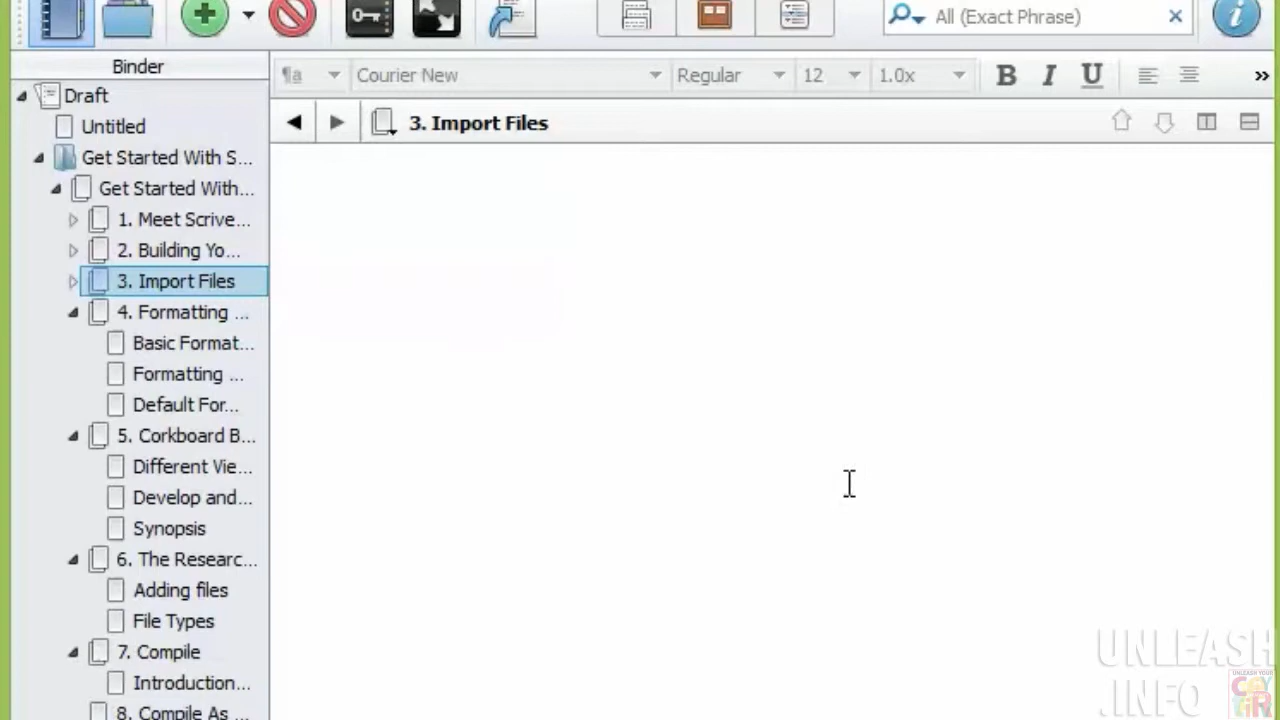 All (Exact Phrase)
Binder
Courier New
Regular
12
1.0x
B I U
3. Import Files
Draft
Untitled
Get Started With S...
Get Started With...
1. Meet Scrive...
2. Building Yo...
3. Import Files
4. Formatting ...
Basic Format...
Formatting ...
Default For...
5. Corkboard B...
Different Vie...
Develop and...
Synopsis
6. The Researc...
Adding files
File Types
7. Compile
Introduction...
8. Compile As ...
UNLEASH
.INFO
UNLEASH YOUR